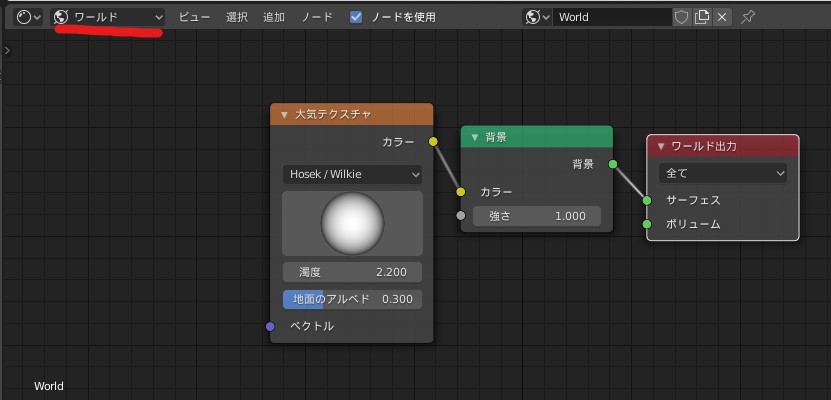 ワールド ビュー 選択 追加 ノード ノードを使用 World
大気テクスチャ
カラー
Hosek / Wilkie
濁度 2.200
地面のアルベド 0.300
ベクトル
背景
背景
カラー
強さ 1.000
ワールド出力
全て
サーフェス
ボリューム
World